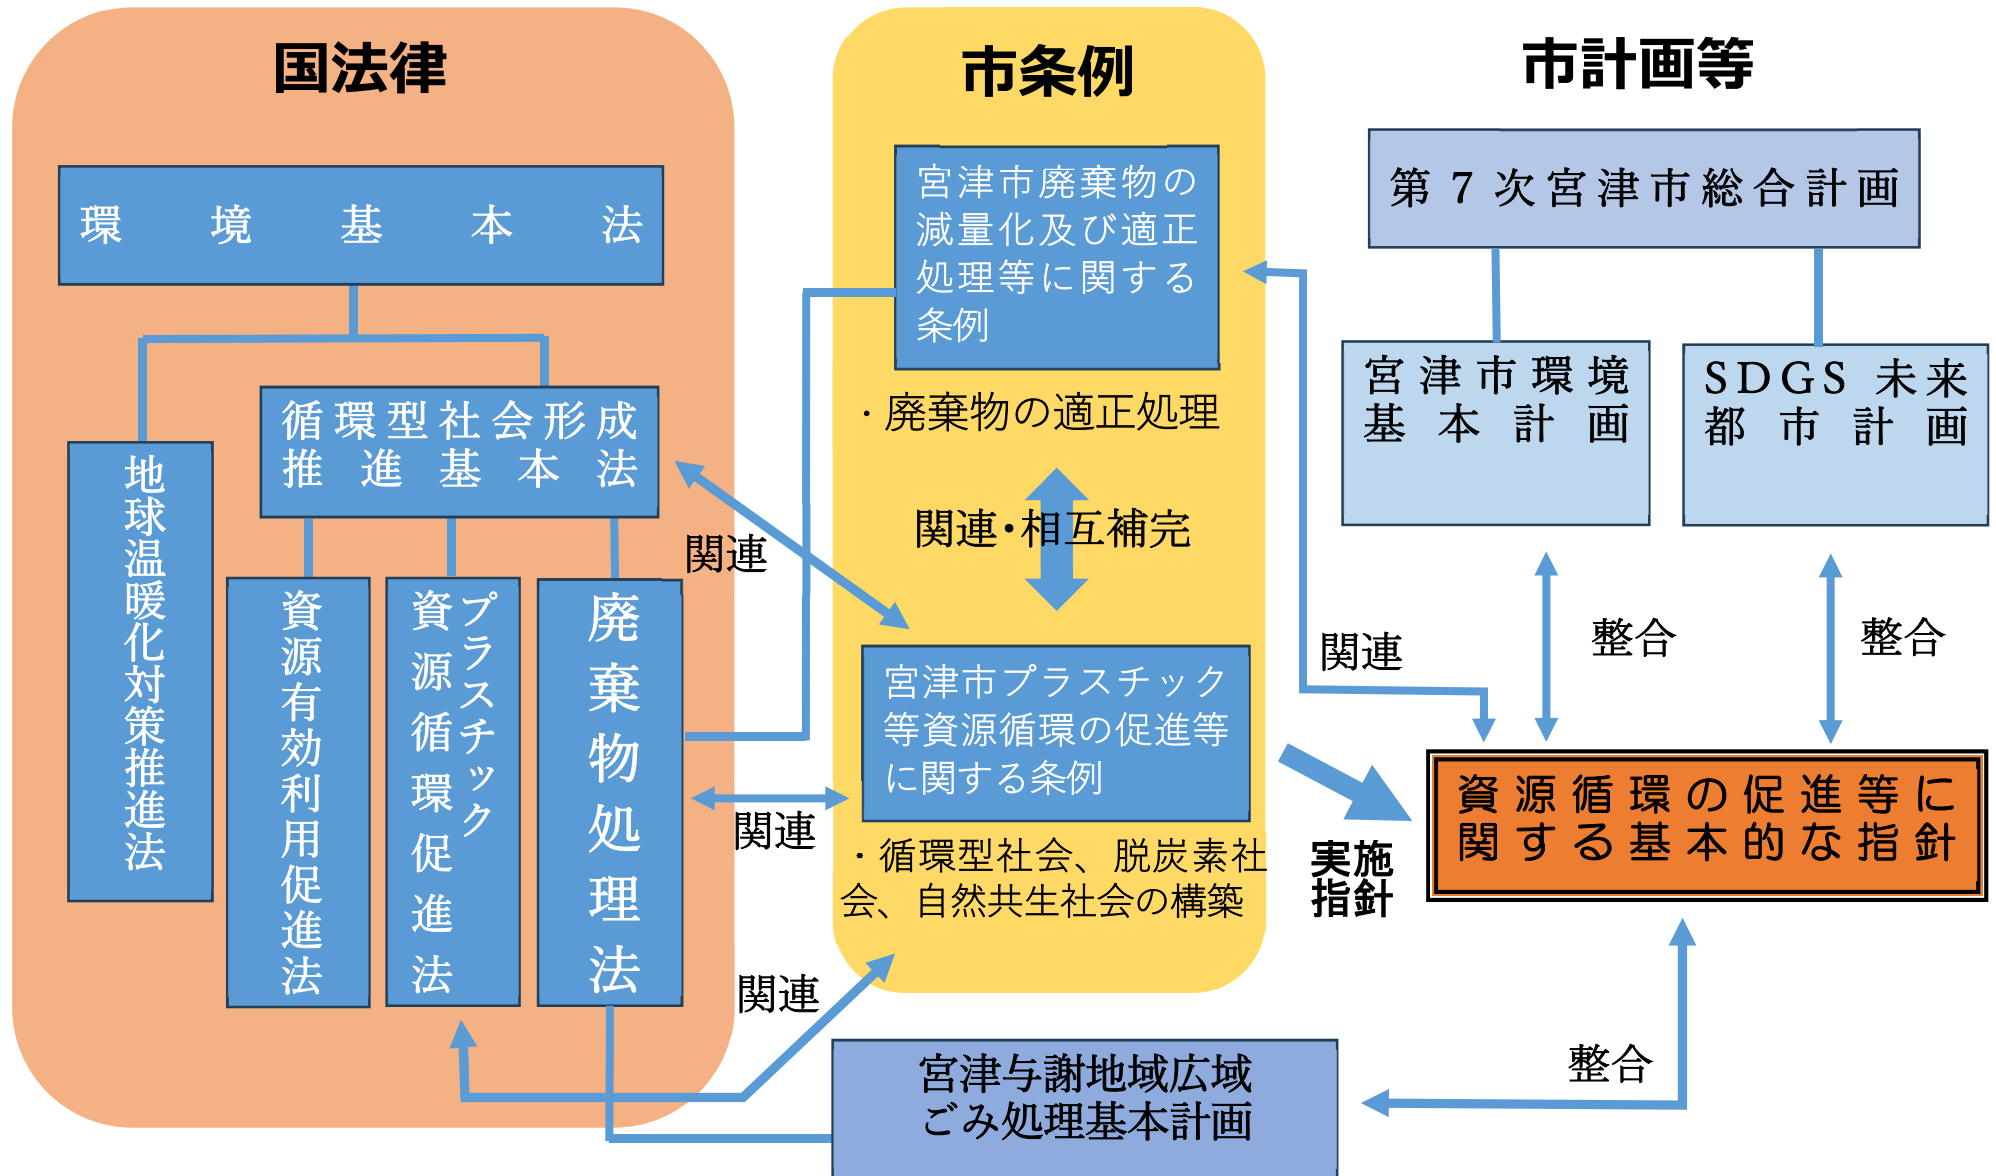 国法律
環境基本法
循環型社会形成
推進基本法
地球温暖化対策推進法
資源有効利用促進法
プラスチック
資源循環促進法
廃棄物処理法
関連
関連
関連
市条例
宮津市廃棄物の
減量化及び適正
処理等に関する
条例
・廃棄物の適正処理
関連・相互補完
宮津市プラスチック
等資源循環の促進等
に関する条例
・循環型社会、脱炭素社
会、自然共生社会の構築
市計画等
第7次宮津市総合計画
宮津市環境
基本計画
SDGS未来
都市計画
関連
整合
整合
実施
指針
資源循環の促進等に
関する基本的な指針
整合
宮津与謝地域広域
ごみ処理基本計画